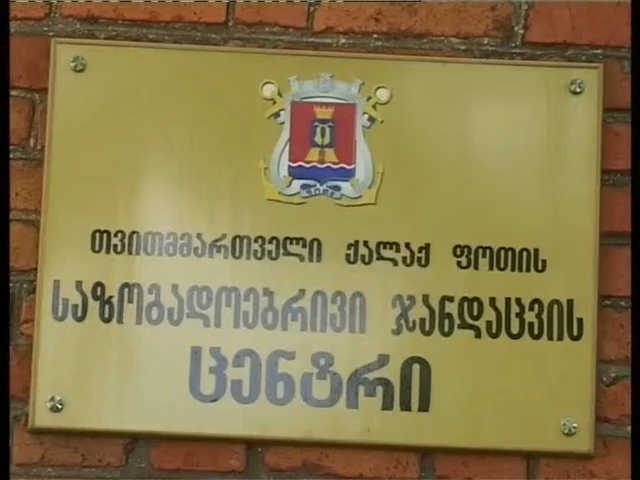 თვითმმართველი ქალაქ ფოთის
საზოგადოებრივი ჯანდაცვის
ცენტრი